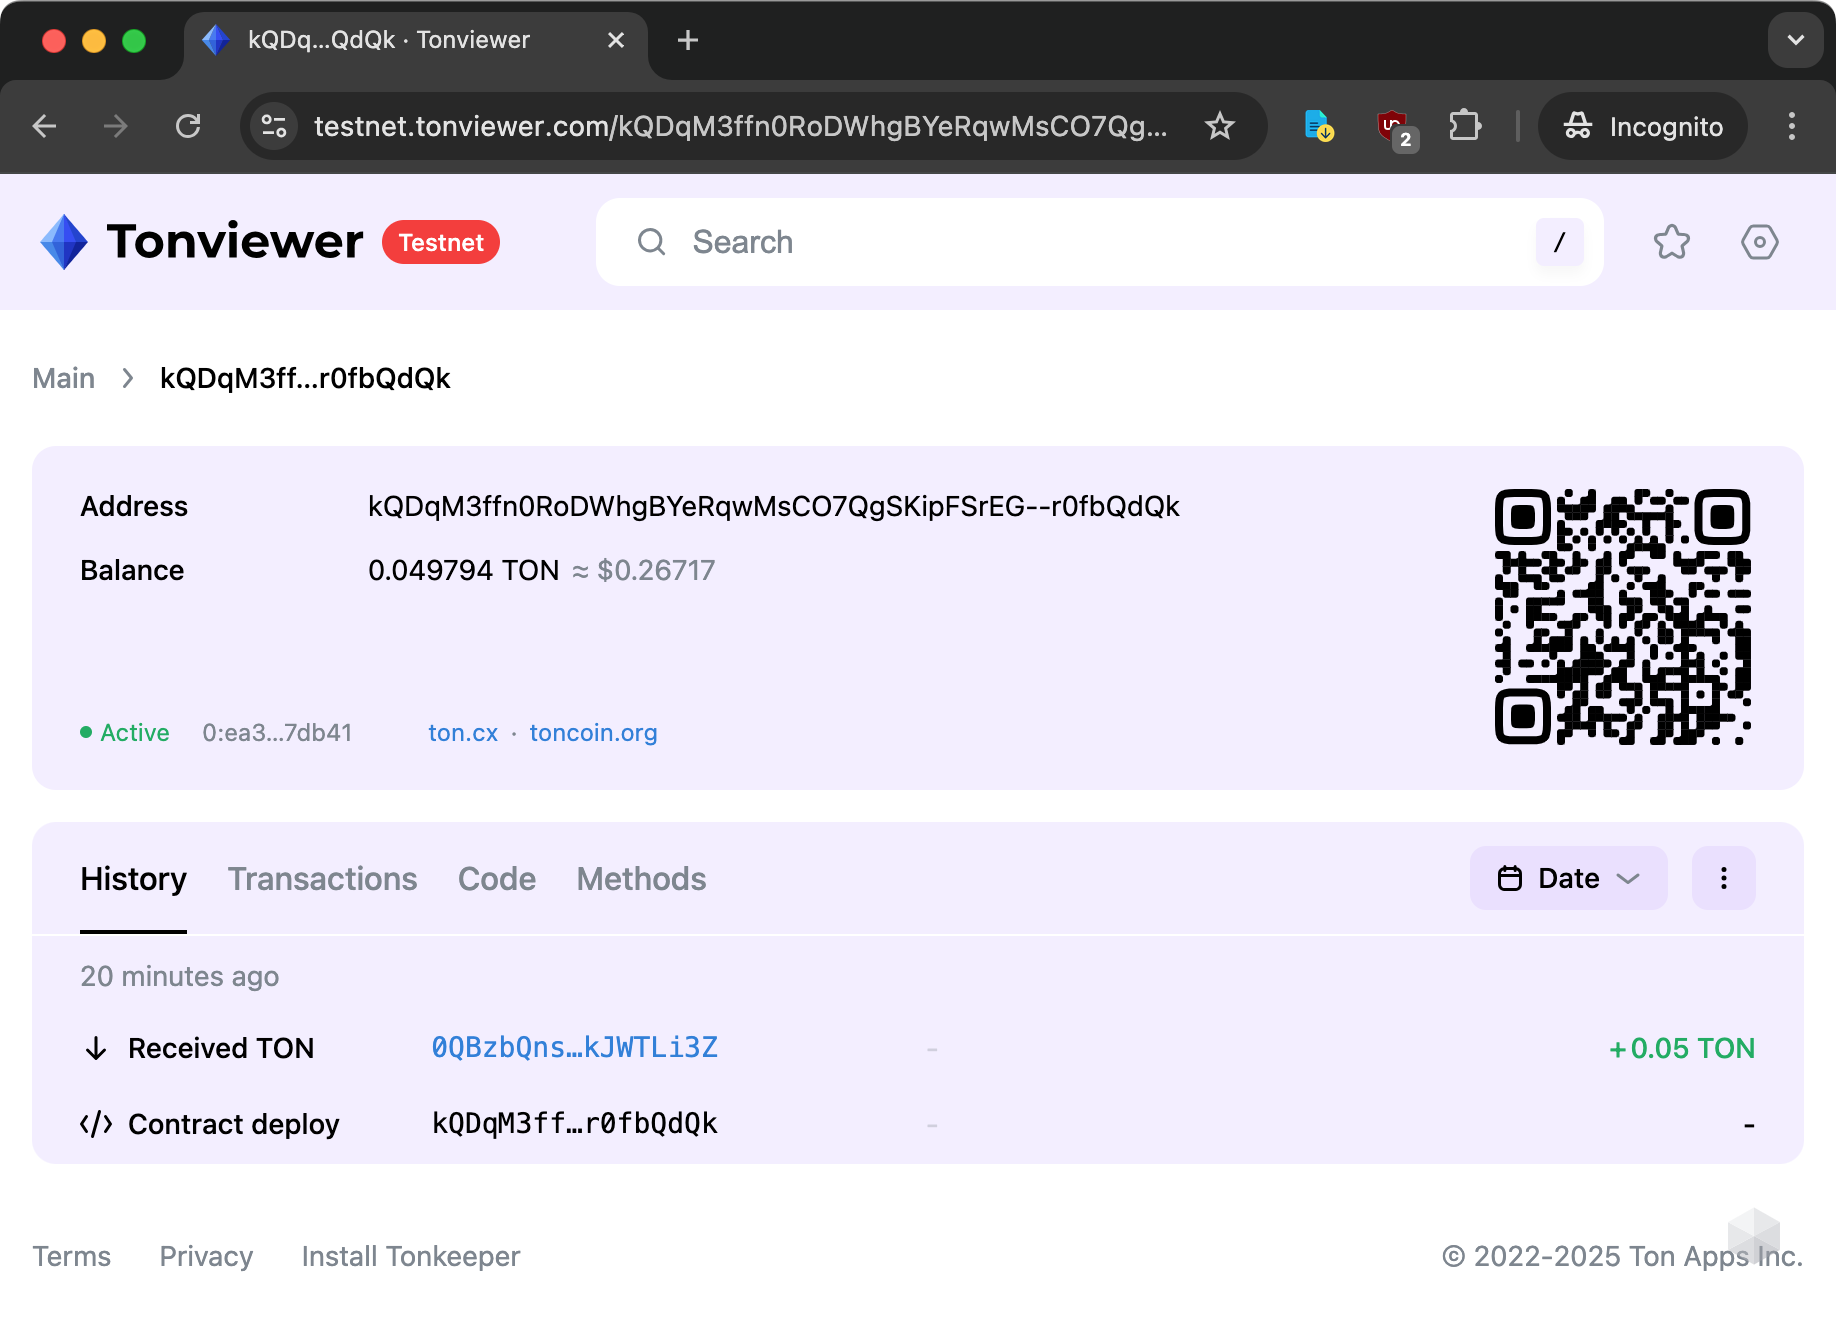 kQDq...QdQk · Tonviewer
testnet.tonviewer.com/kQDqM3ffn0RoDWhgBYeRqwMsCO7Qg...
2
Incognito
Tonviewer
Testnet
Search
/
Main
kQDqM3ff...r0fbQdQk
Address
kQDqM3ffn0RoDWhgBYeRqwMsCO7QgSKipFSrEG--r0fbQdQk
Balance
0.049794 TON ≈ $0.26717
Active
0:ea3...7db41
ton.cx · toncoin.org
History
Transactions
Code
Methods
Date
20 minutes ago
Received TON
0QBzbQns…kJWTLi3Z
-
+0.05 TON
</> Contract deploy
kQDqM3ff…r0fbQdQk
-
-
Terms
Privacy
Install Tonkeeper
© 2022-2025 Ton Apps Inc.